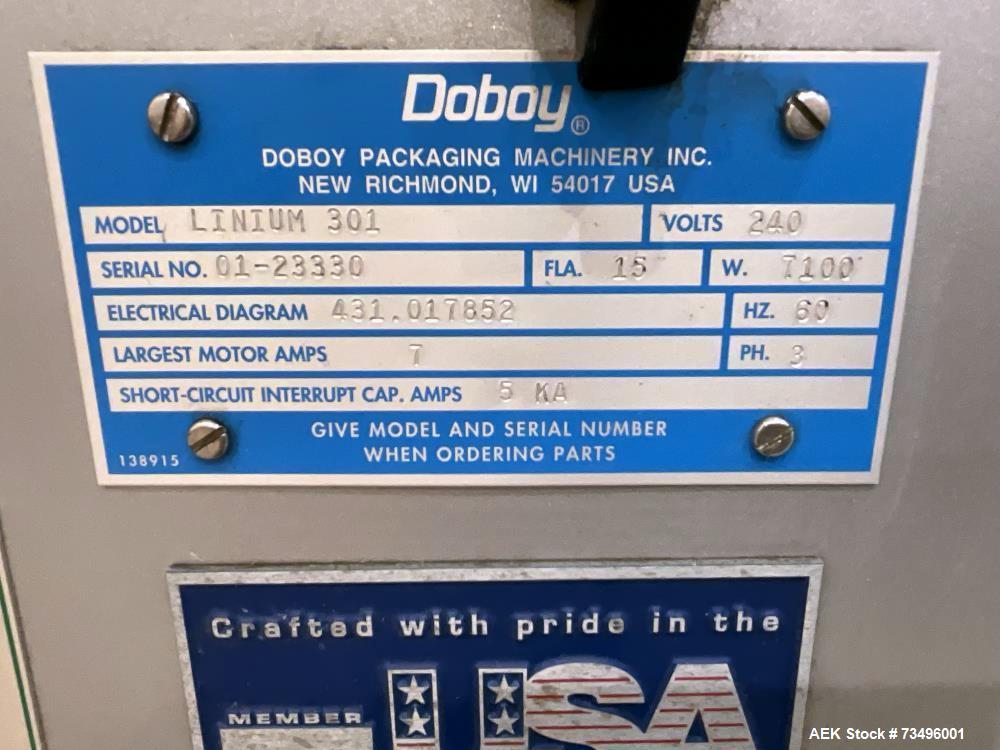 Doboy®
DOBOY PACKAGING MACHINERY INC.
NEW RICHMOND, WI 54017 USA
MODEL LINIUM 301 VOLTS 240
SERIAL NO. 01-23330 FLA. 15 W. 7100
ELECTRICAL DIAGRAM 431.017852 HZ. 60
LARGEST MOTOR AMPS 7 PH. 3
SHORT-CIRCUIT INTERRUPT CAP. AMPS 5 KA
GIVE MODEL AND SERIAL NUMBER
WHEN ORDERING PARTS
138915
Crafted with pride in the
USA
MEMBER
AEK Stock #73496001